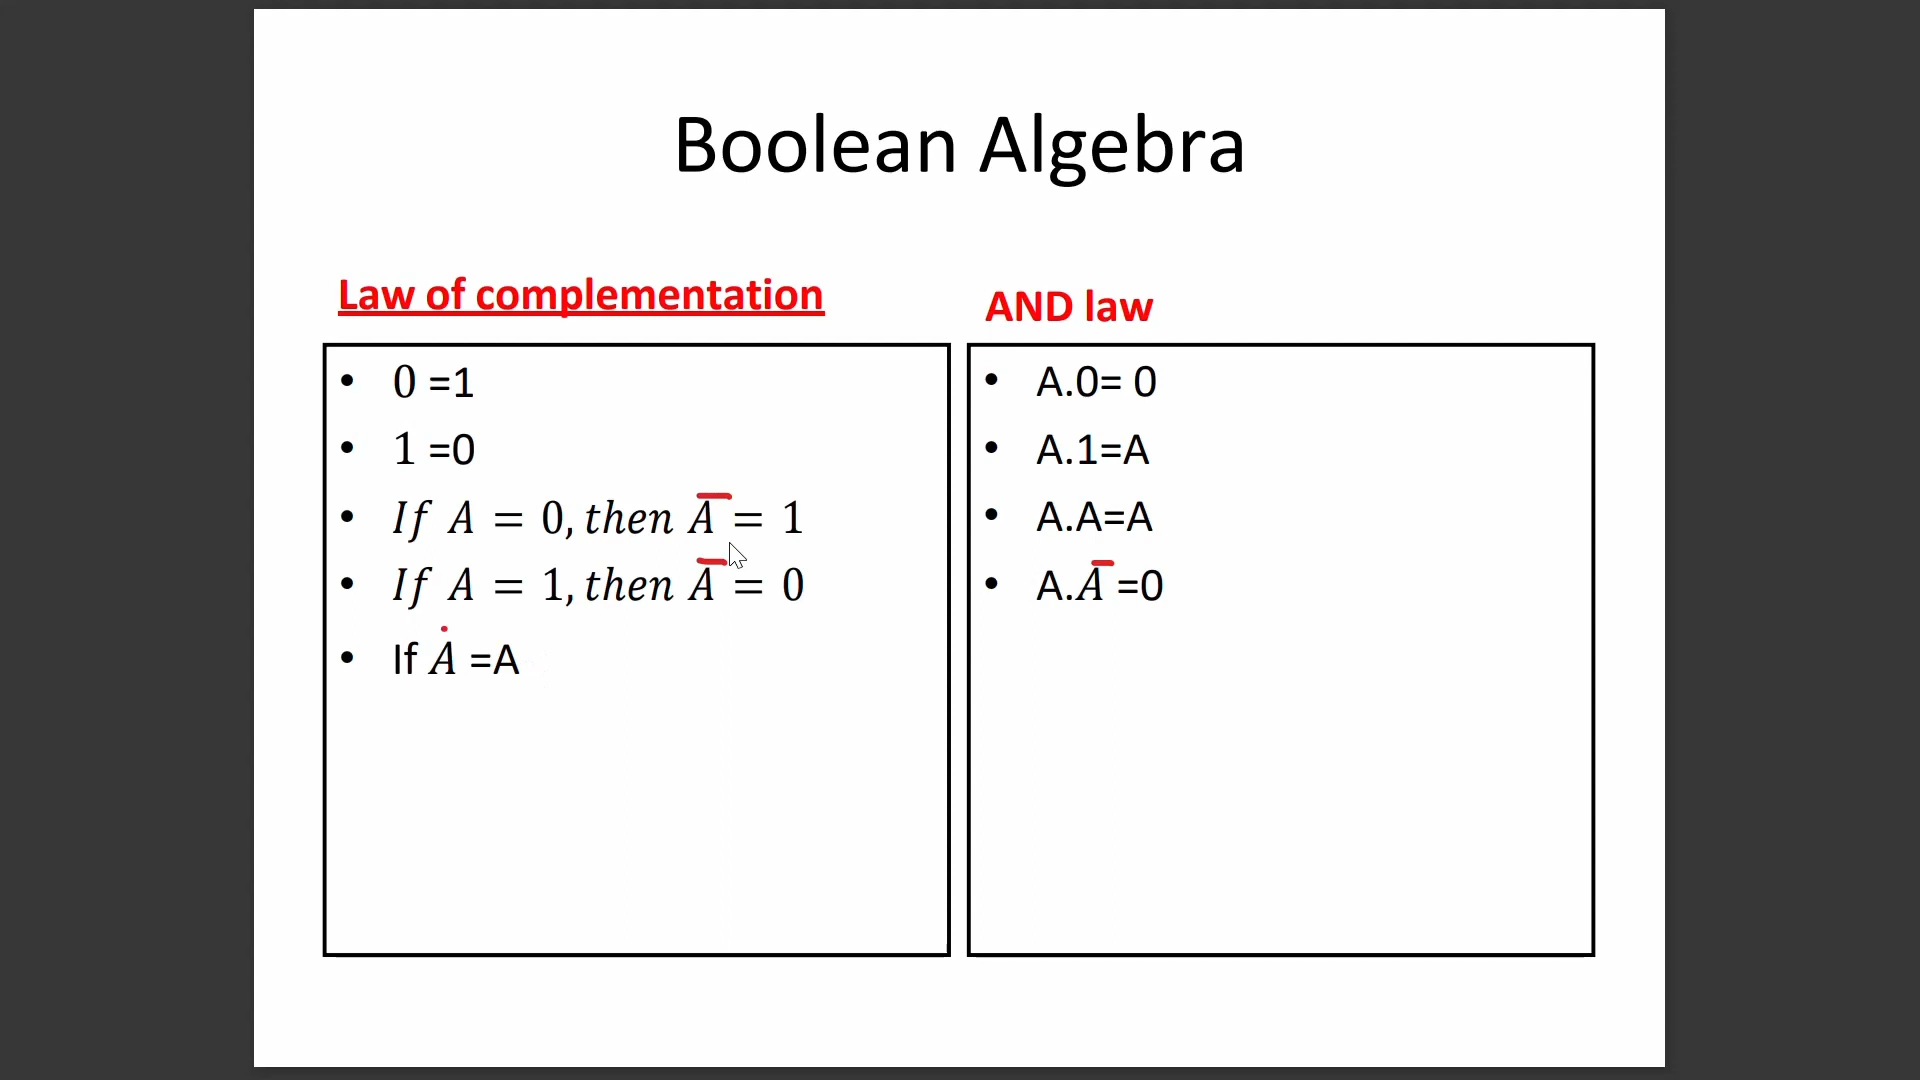 Boolean Algebra
Law of complementation
• 0 =1
• 1 =0
• If A = 0, then A̅ = 1
• If A = 1, then A̅ = 0
• If Ȧ =A
AND law
• A.0= 0
• A.1=A
• A.A=A
• A.A̅ =0